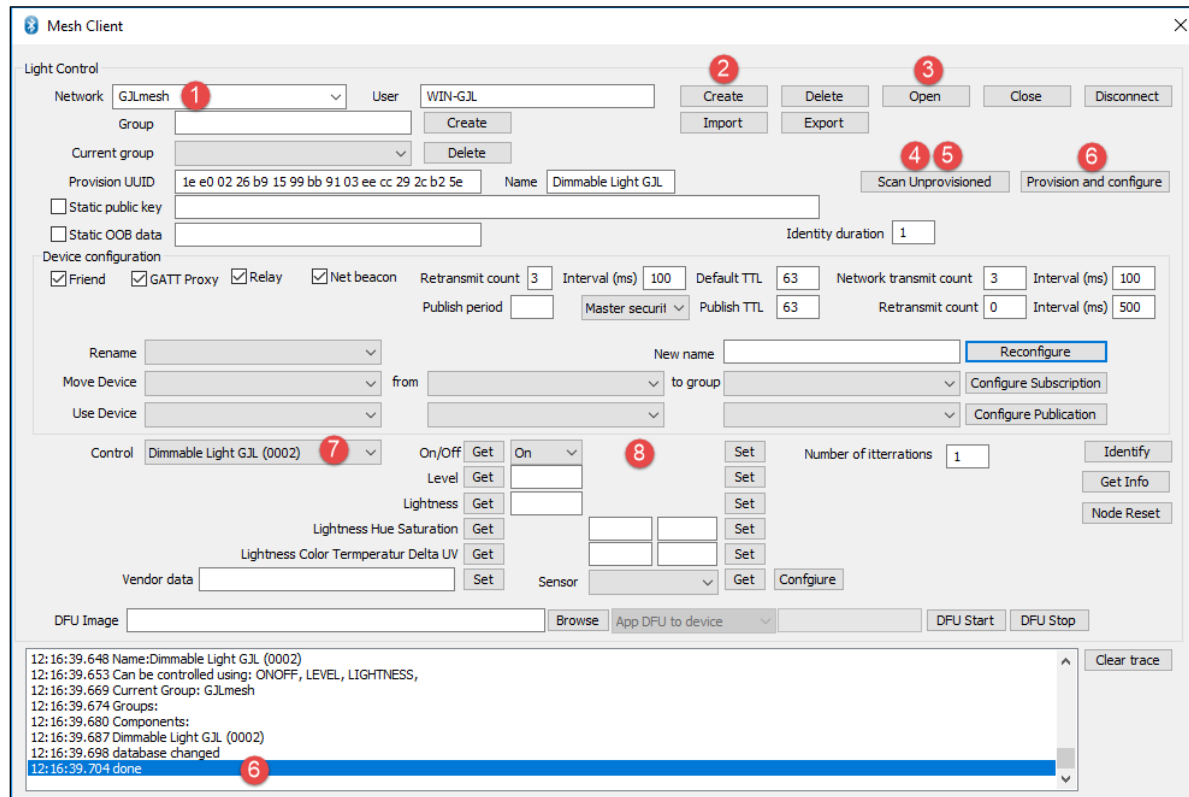 Mesh Client
Light Control
2 3
Network GJLmesh 1 User WIN-GJL Create Delete Open Close Disconnect
Group Create Import Export
4 5 6
Current group Delete
Provision UUID 1e e0 02 26 b9 15 99 bb 91 03 ee cc 29 2c b2 5e Name Dimmable Light GJL Scan Unprovisioned Provision and configure
Static public key
Static OOB data Identity duration 1
Device configuration
Friend GATT Proxy Relay Net beacon Retransmit count 3 Interval (ms) 100 Default TTL 63 Network transmit count 3 Interval (ms) 100
Publish period Master securit Publish TTL 63 Retransmit count 0 Interval (ms) 500
Rename New name Reconfigure
Move Device from to group Configure Subscription
Use Device Configure Publication
Control Dimmable Light GJL (0002) 7 On/Off Get On 8 Set Number of itterrations 1 Identify
Level Get Set Get Info
Lightness Get Set Node Reset
Lightness Hue Saturation Get Set
Lightness Color Termperatur Delta UV Get Set
Vendor data Set Sensor Get Confgiure
DFU Image Browse App DFU to device DFU Start DFU Stop
12:16:39.648 Name:Dimmable Light GJL (0002) Clear trace
12:16:39.653 Can be controlled using: ONOFF, LEVEL, LIGHTNESS,
12:16:39.669 Current Group: GJLmesh
12:16:39.674 Groups:
12:16:39.680 Components:
12:16:39.687 Dimmable Light GJL (0002)
12:16:39.698 database changed
12:16:39.704 done 6